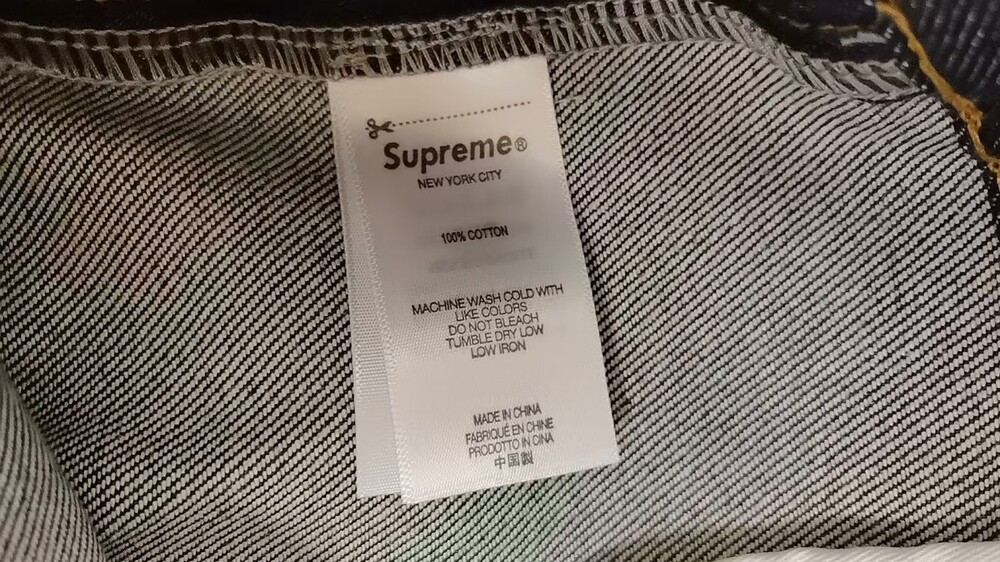 Supreme®
NEW YORK CITY
100% COTTON
MACHINE WASH COLD WITH
LIKE COLORS
DO NOT BLEACH
TUMBLE DRY LOW
LOW IRON
MADE IN CHINA
FABRIQUÉ EN CHINE
PRODOTTO IN CINA
中国製